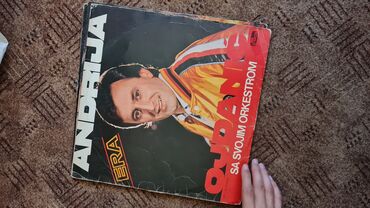 ANDRIJA
ERA
OJDANIĆ
SA SVOJIM ORKESTROM